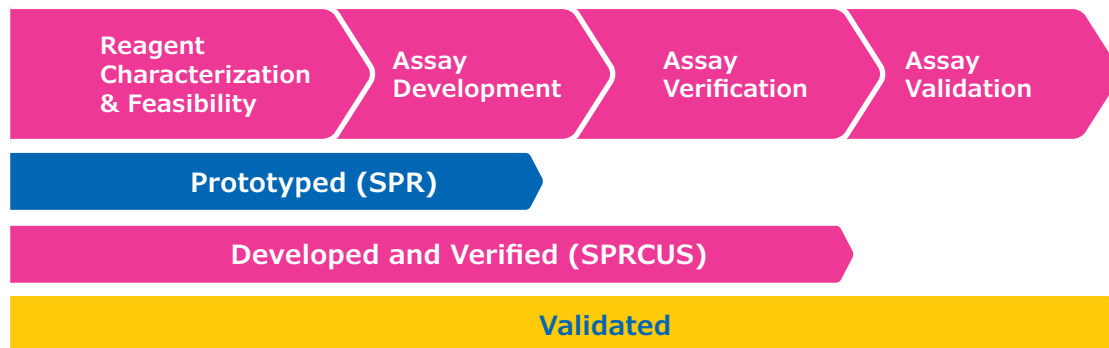 Reagent
Characterization
& Feasibility
Assay
Development
Assay
Verification
Assay
Validation
Prototyped (SPR)
Developed and Verified (SPRCUS)
Validated